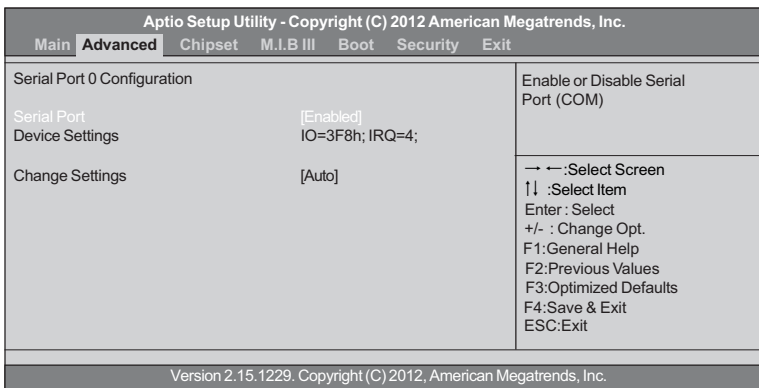 Aptio Setup Utility - Copyright (C) 2012 American Megatrends, Inc.
Main Advanced Chipset M.I.B III Boot Security Exit
Serial Port 0 Configuration
Serial Port [Enabled]
Device Settings IO=3F8h; IRQ=4;
Change Settings [Auto]
Enable or Disable Serial
Port (COM)
→ ←:Select Screen
↑↓ :Select Item
Enter : Select
+/- : Change Opt.
F1:General Help
F2:Previous Values
F3:Optimized Defaults
F4:Save & Exit
ESC:Exit
Version 2.15.1229. Copyright (C) 2012, American Megatrends, Inc.